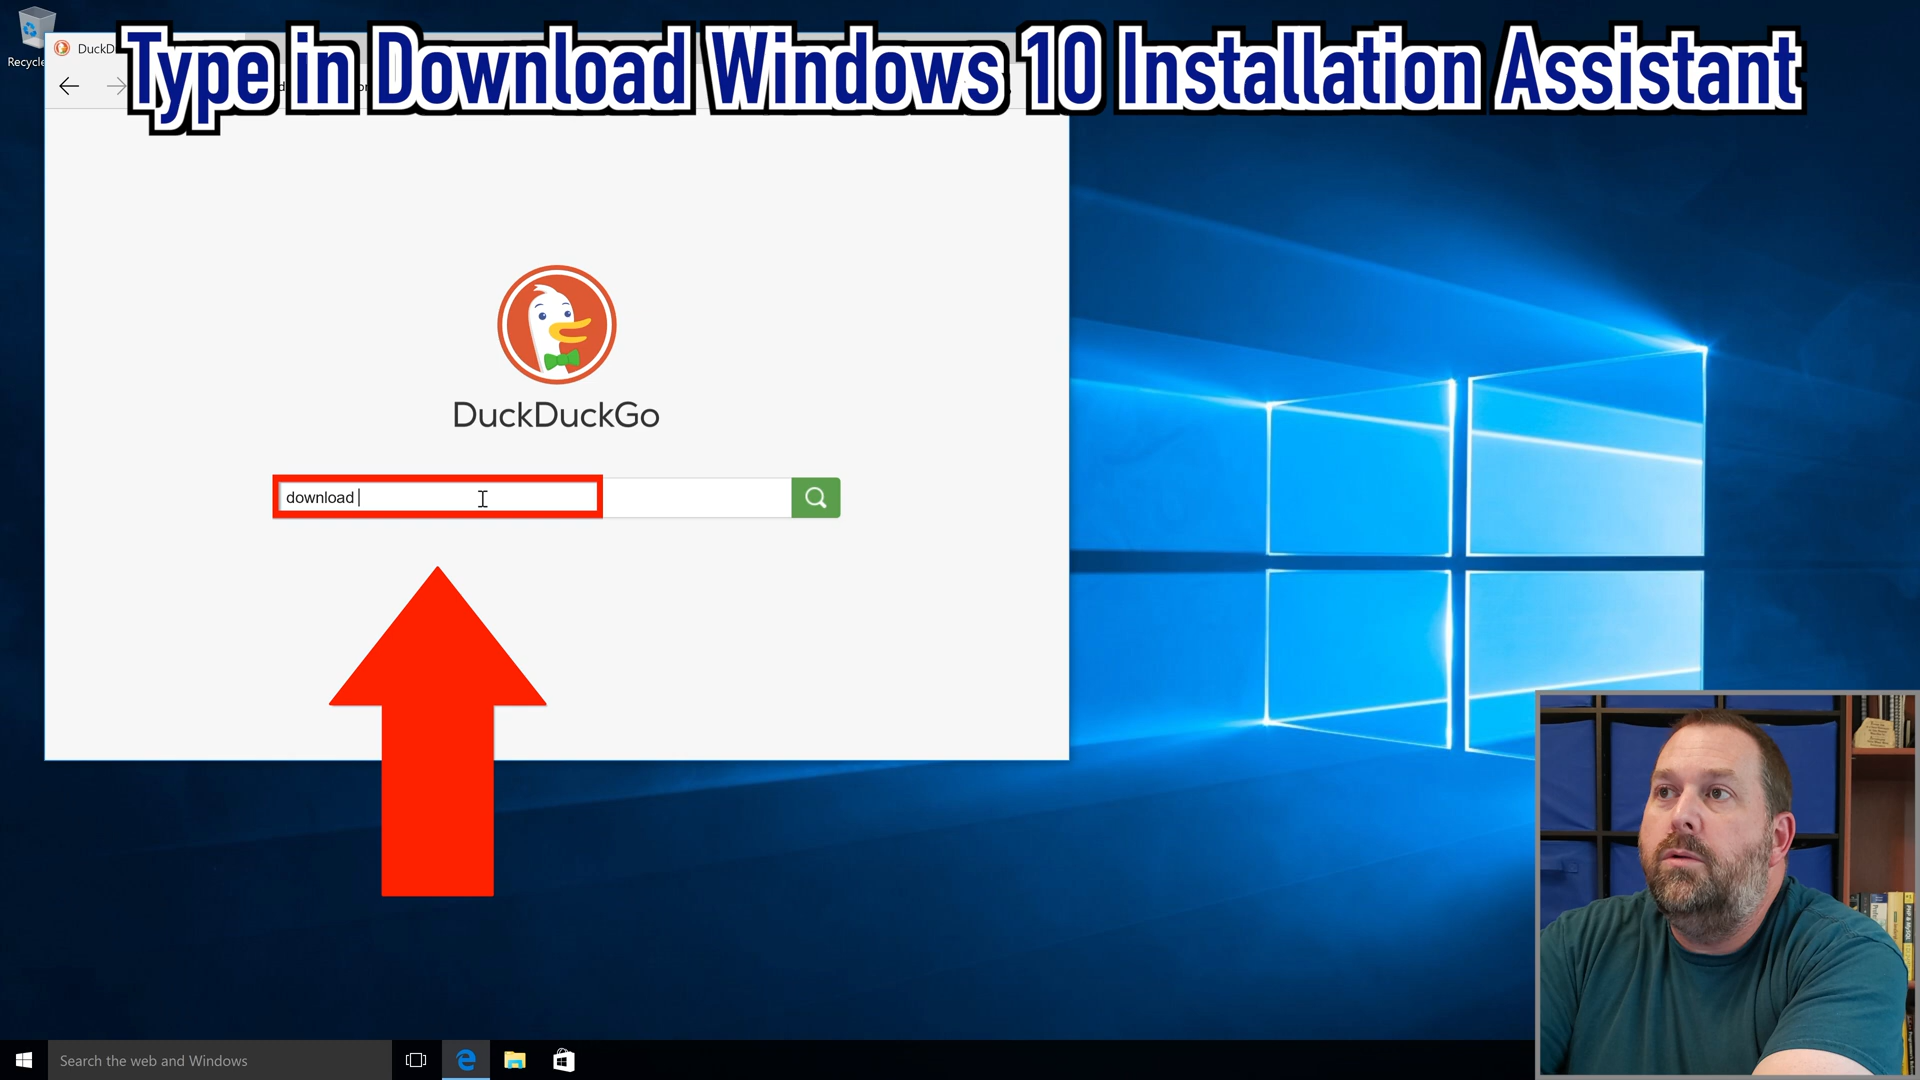 Type in Download Windows 10 Installation Assistant
Recycle
DuckD
DuckDuckGo
download
Search the web and Windows